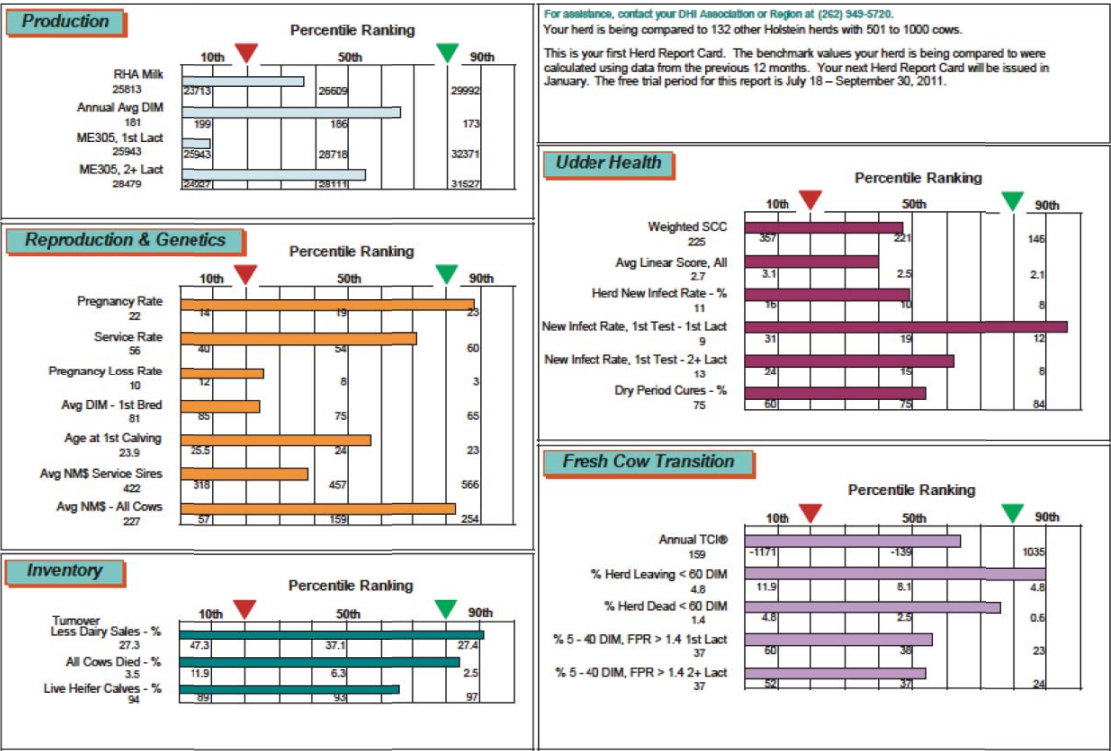 Production
Percentile Ranking
10th 50th 90th
RHA Milk
25813
23713 26609 29992
Annual Avg DIM
181
199 186 173
ME305, 1st Lact
25943
25943 28718 32371
ME305, 2+ Lact
28479
24927 28111 31527
Reproduction & Genetics
Percentile Ranking
10th 50th 90th
Pregnancy Rate
22
14 19 23
Service Rate
56
40 54 60
Pregnancy Loss Rate
10
12 8 3
Avg DIM - 1st Bred
81
85 75 65
Age at 1st Calving
23.9
25.5 24 23
Avg NM$ Service Sires
422
318 457 566
Avg NM$ - All Cows
227
57 159 254
Inventory
Percentile Ranking
10th 50th 90th
Turnover
Less Dairy Sales - %
27.3
47.3 37.1 27.4
All Cows Died - %
3.5
11.9 6.3 2.5
Live Heifer Calves - %
94
89 93 97
For assistance, contact your DHI Association or Region at (262) 949-5720.
Your herd is being compared to 132 other Holstein herds with 501 to 1000 cows.
This is your first Herd Report Card. The benchmark values your herd is being compared to were
calculated using data from the previous 12 months. Your next Herd Report Card will be issued in
January. The free trial period for this report is July 18 – September 30, 2011.
Udder Health
Percentile Ranking
10th 50th 90th
Weighted SCC
225
357 221 146
Avg Linear Score, All
2.7
3.1 2.5 2.1
Herd New Infect Rate - %
11
16 10 8
New Infect Rate, 1st Test - 1st Lact
9
31 19 12
New Infect Rate, 1st Test - 2+ Lact
13
24 15 8
Dry Period Cures - %
75
60 75 84
Fresh Cow Transition
Percentile Ranking
10th 50th 90th
Annual TCI®
159
-1171 -139 1035
% Herd Leaving < 60 DIM
4.8
11.9 8.1 4.8
% Herd Dead < 60 DIM
1.4
4.8 2.5 0.6
% 5 - 40 DIM, FPR > 1.4 1st Lact
37
60 38 23
% 5 - 40 DIM, FPR > 1.4 2+ Lact
37
52 37 24